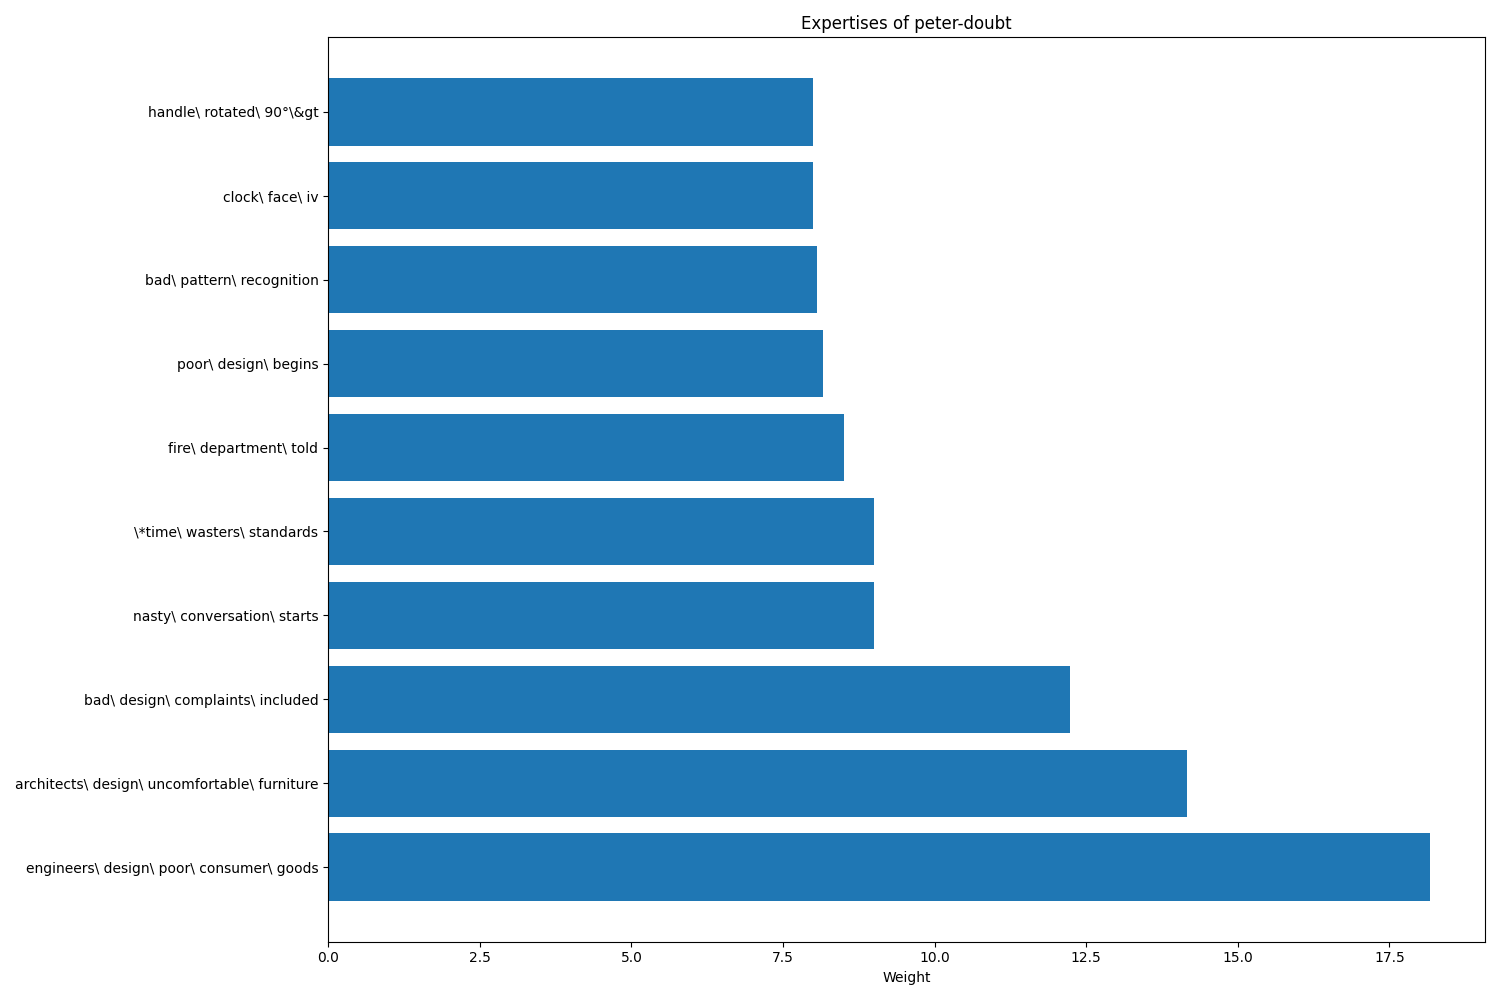 Expertises of peter-doubt
handle\ rotated\ 90°\&gt
clock\ face\ iv
bad\ pattern\ recognition
poor\ design\ begins
fire\ department\ told
\*time\ wasters\ standards
nasty\ conversation\ starts
bad\ design\ complaints\ included
architects\ design\ uncomfortable\ furniture
engineers\ design\ poor\ consumer\ goods
0.0 2.5 5.0 7.5 10.0 12.5 15.0 17.5
Weight